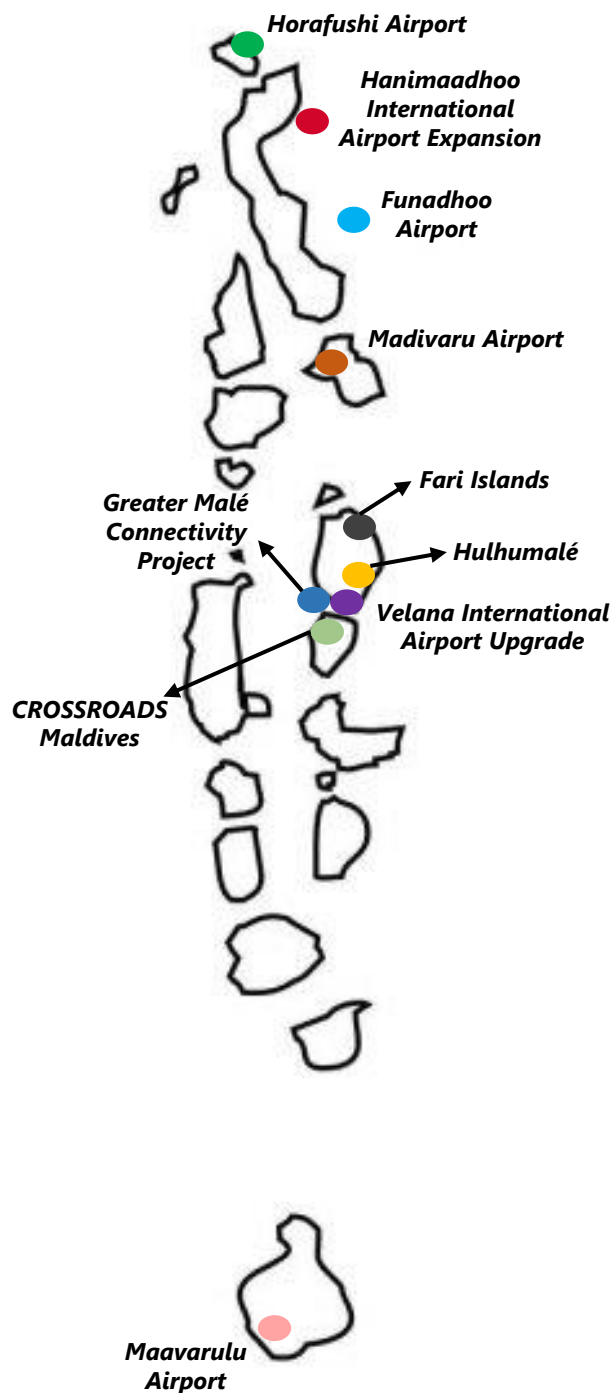 Horafushi Airport
Hanimaadhoo
International
Airport Expansion
Funadhoo
Airport
Madivaru Airport
Fari Islands
Greater Malé
Connectivity
Project
Hulhumalé
Velana International
Airport Upgrade
CROSSROADS
Maldives
Maavarulu
Airport